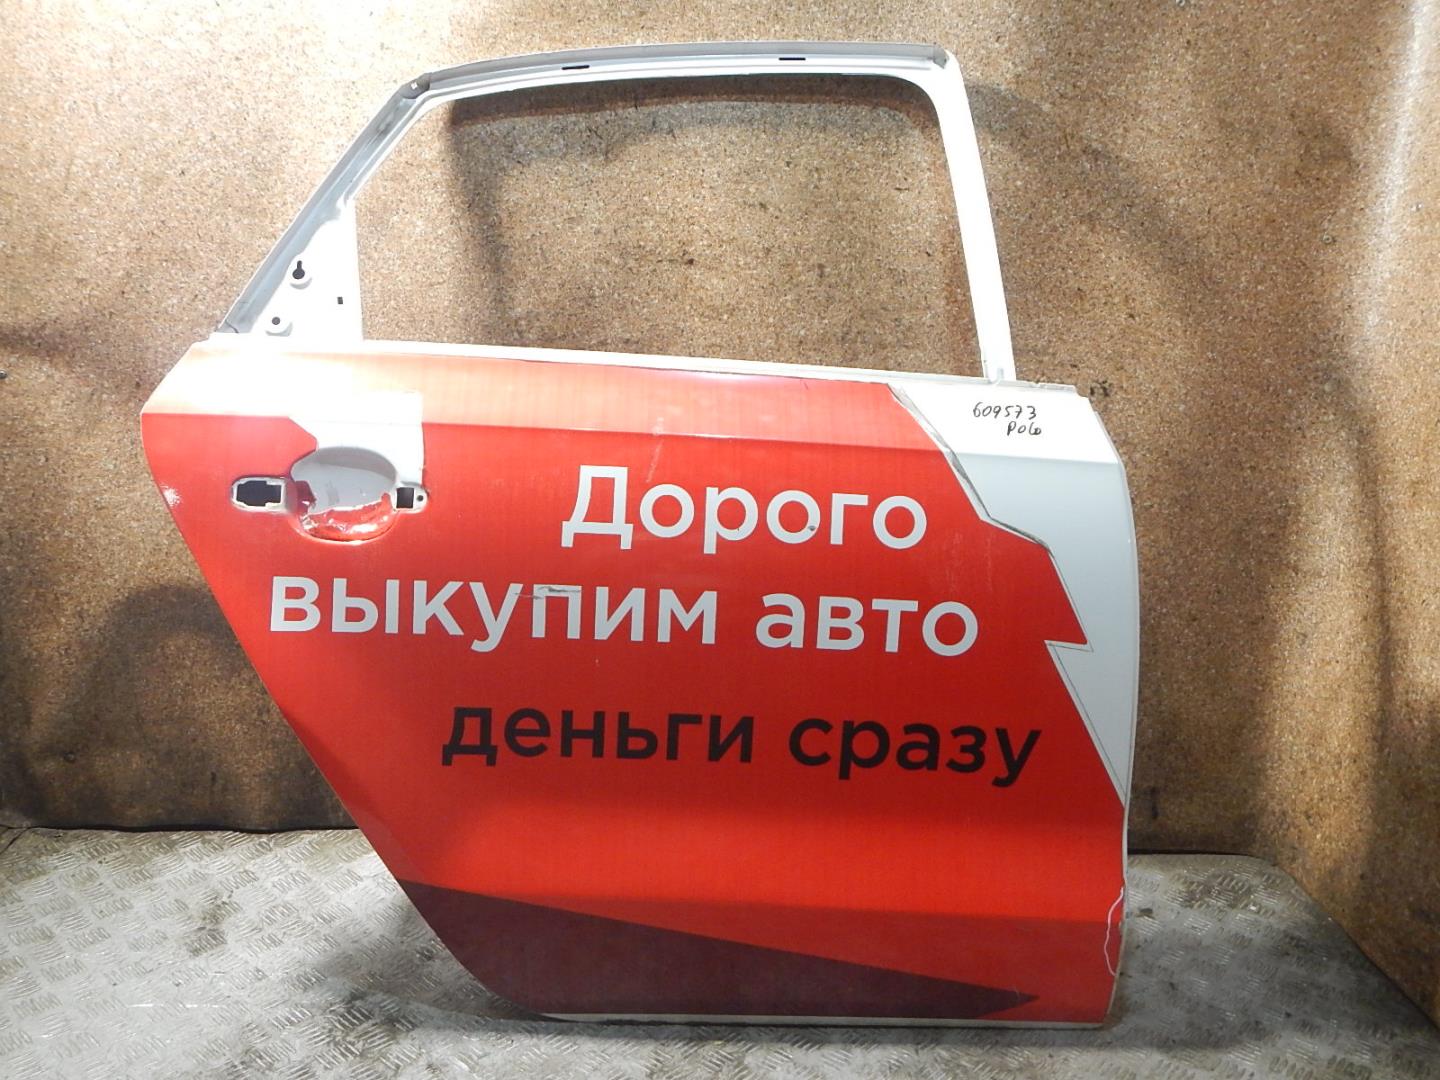 609573
POLO
Дорого
выкупим авто
деньги сразу